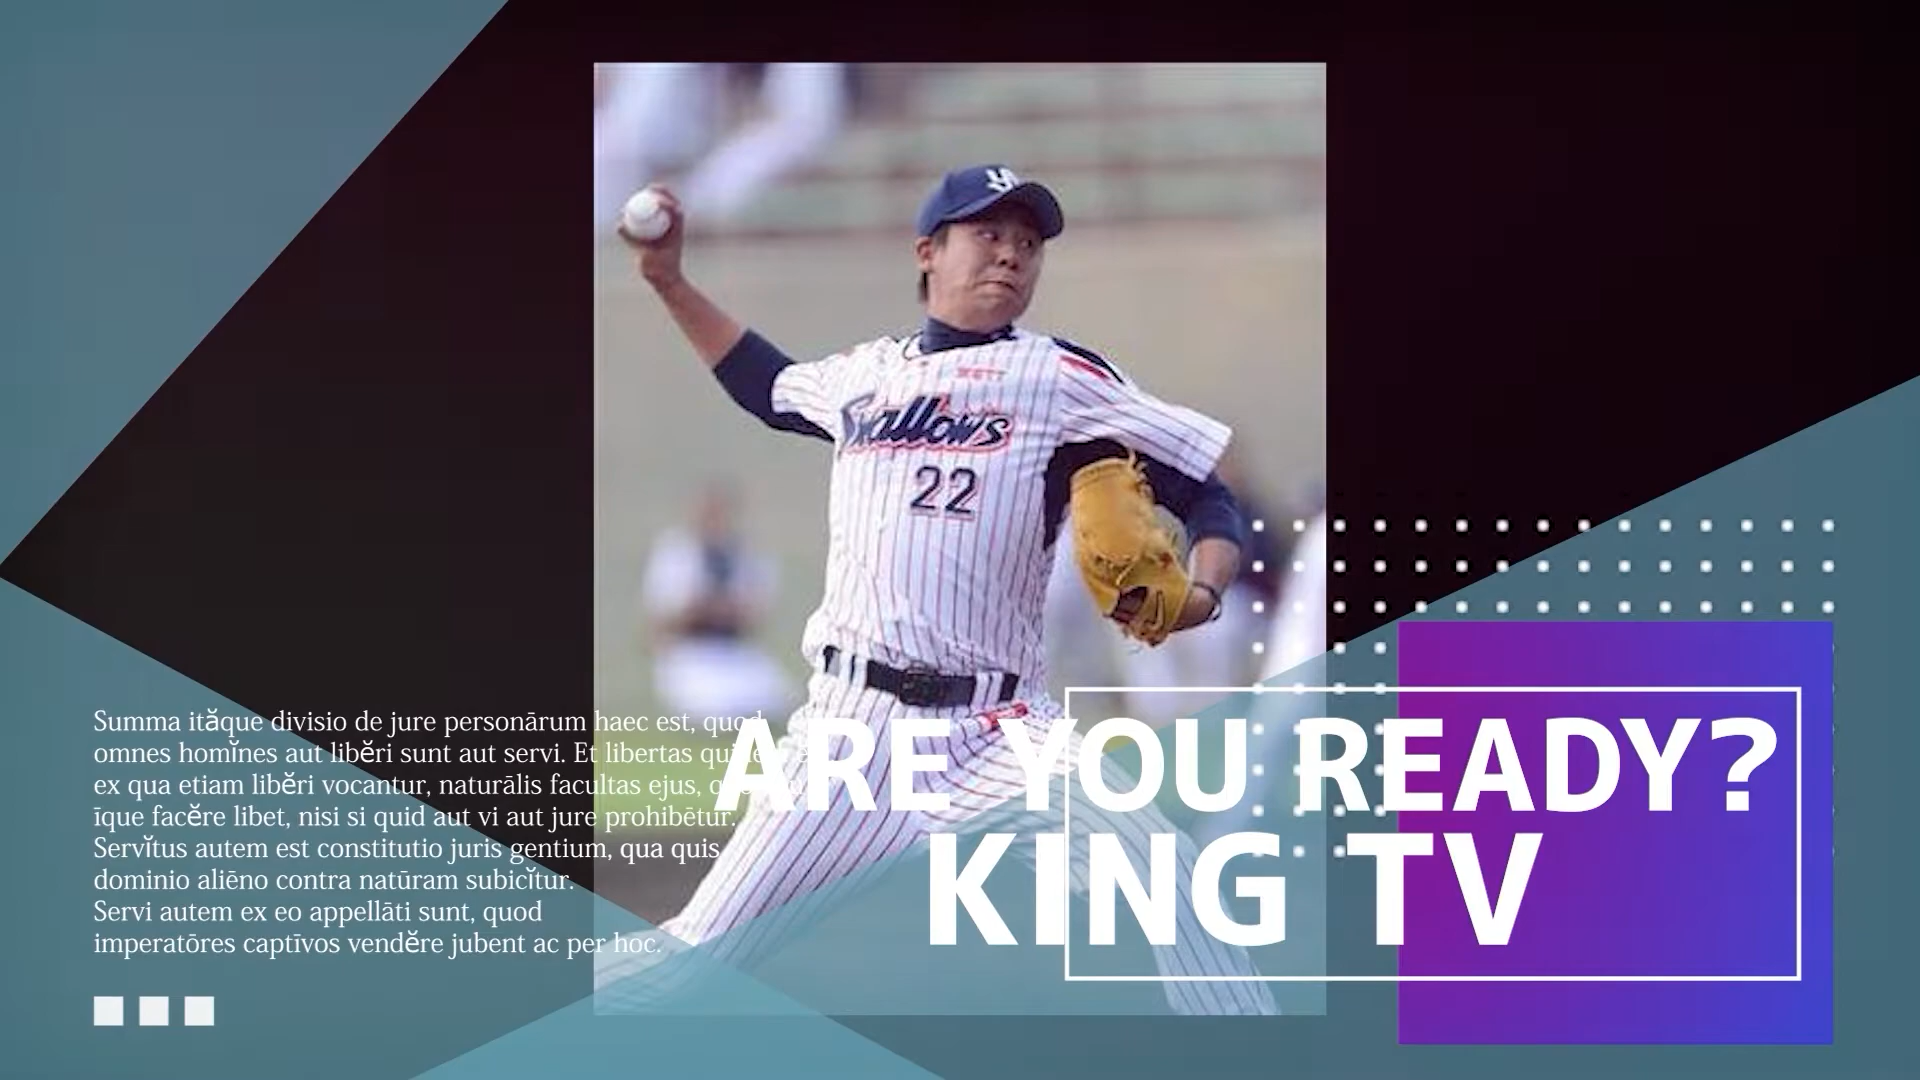 Swallows
22
Summa ităque divisio de jure personārum haec est, quod
omnes homĭnes aut libĕri sunt aut servi. Et libertas
ex qua etiam libĕri vocantur, naturālis facultas ejus,
īque facĕre libet, nisi si quid aut vi aut jure prohibētur.
Servĭtus autem est constitutio juris gentium, qua quis
dominio aliēno contra natūram subicĭtur.
Servi autem ex eo appellāti sunt, quod
imperatōres captīvos vendĕre jubent ac per hoc.
ARE YOU READY?
KING TV